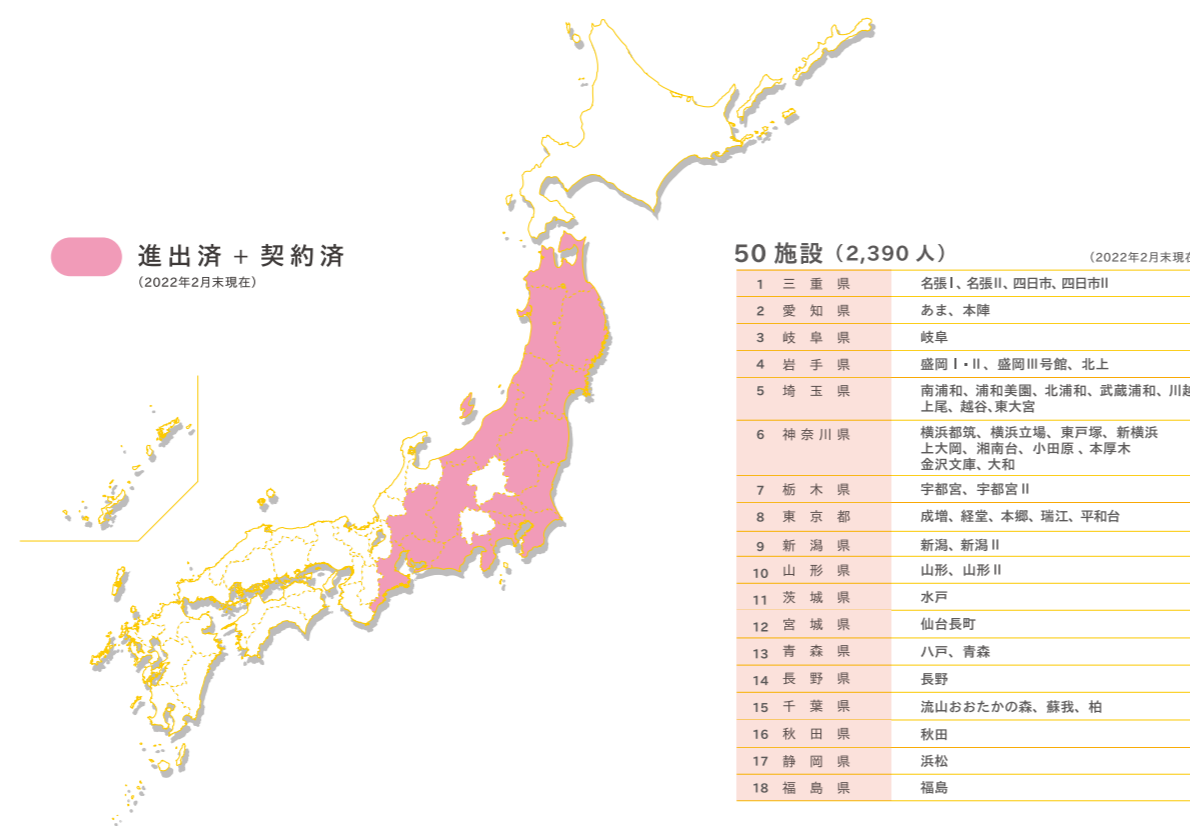 進出済 + 契約済
(2022年2月末現在)
50 施設(2,390 人)
(2022年2月末現在
1 三重県 名張Ⅰ、名張Ⅱ、四日市、四日市Ⅱ
2 愛知県 あま、本陣
3 岐阜県 岐阜
4 岩手県 盛岡Ⅰ・Ⅱ、盛岡Ⅲ号館、北上
5 埼玉県 南浦和、浦和美園、北浦和、武蔵浦和、川越
上尾、越谷、東大宮
6 神奈川県 横浜都筑、横浜立場、東戸塚、新横浜
上大岡、湘南台、小田原、本厚木
金沢文庫、大和
7 栃木県 宇都宮、宇都宮Ⅱ
8 東京都 成増、経堂、本郷、瑞江、平和台
9 新潟県 新潟、新潟Ⅱ
10 山形県 山形、山形Ⅱ
11 茨城県 水戸
12 宮城県 仙台長町
13 青森県 八戸、青森
14 長野県 長野
15 千葉県 流山おおたかの森、蘇我、柏
16 秋田県 秋田
17 静岡県 浜松
18 福島県 福島